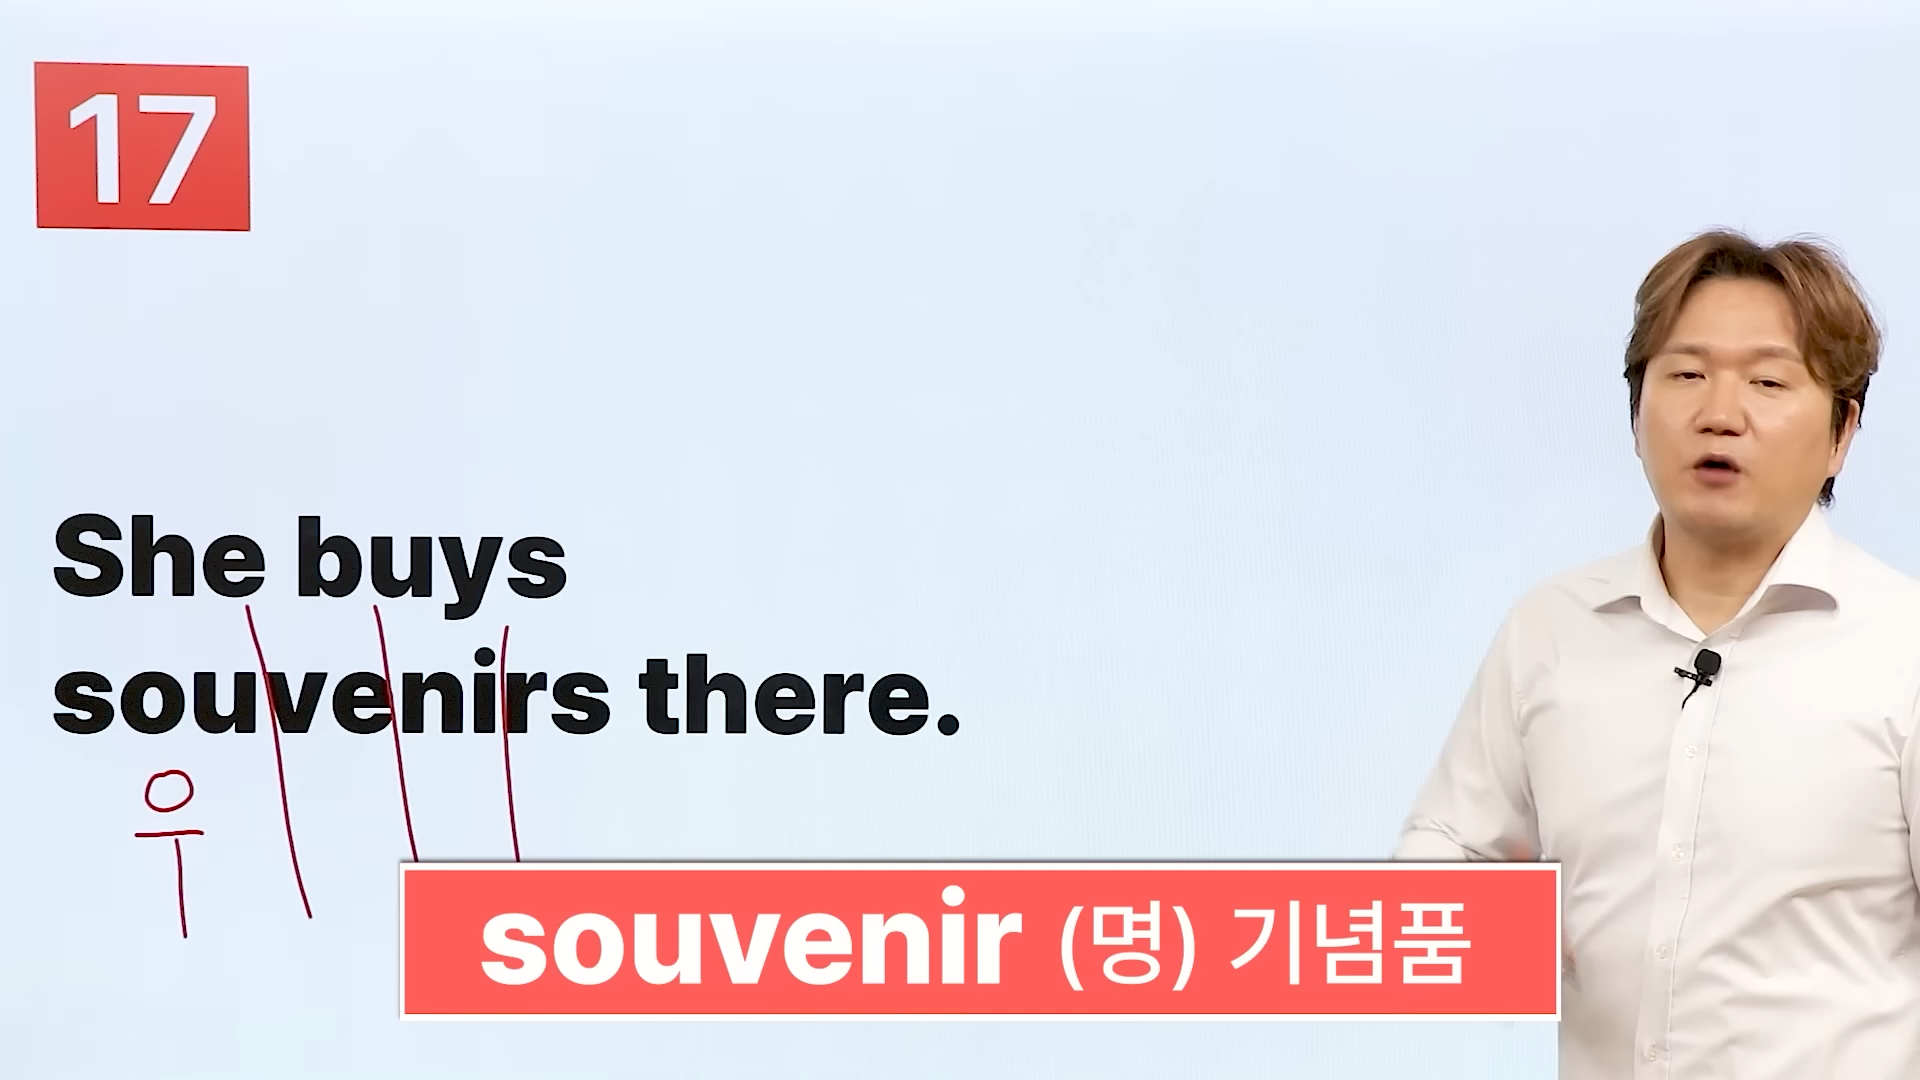 17
She buys
souvenirs there.
우
souvenir (명) 기념품